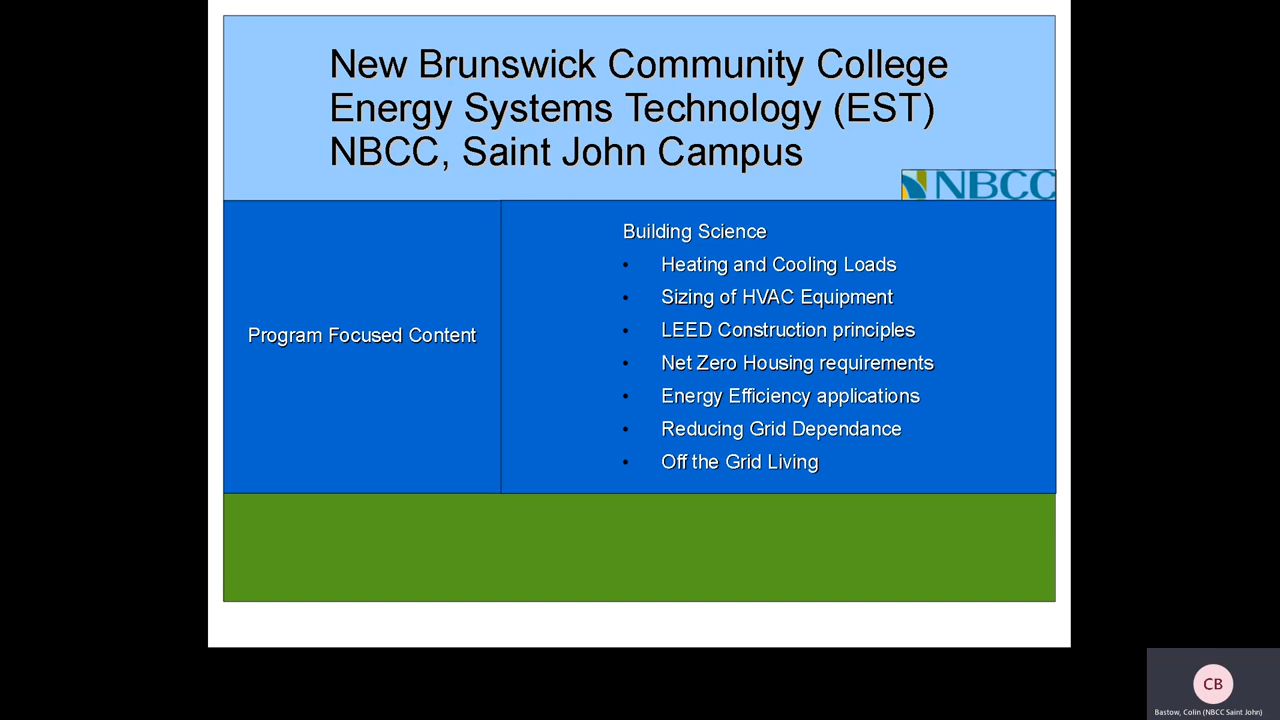 New Brunswick Community College
Energy Systems Technology (EST)
NBCC, Saint John Campus
NBCC
Program Focused Content
Building Science
• Heating and Cooling Loads
• Sizing of HVAC Equipment
• LEED Construction principles
• Net Zero Housing requirements
• Energy Efficiency applications
• Reducing Grid Dependance
• Off the Grid Living
CB
Bastow, Colin (NBCC Saint John)